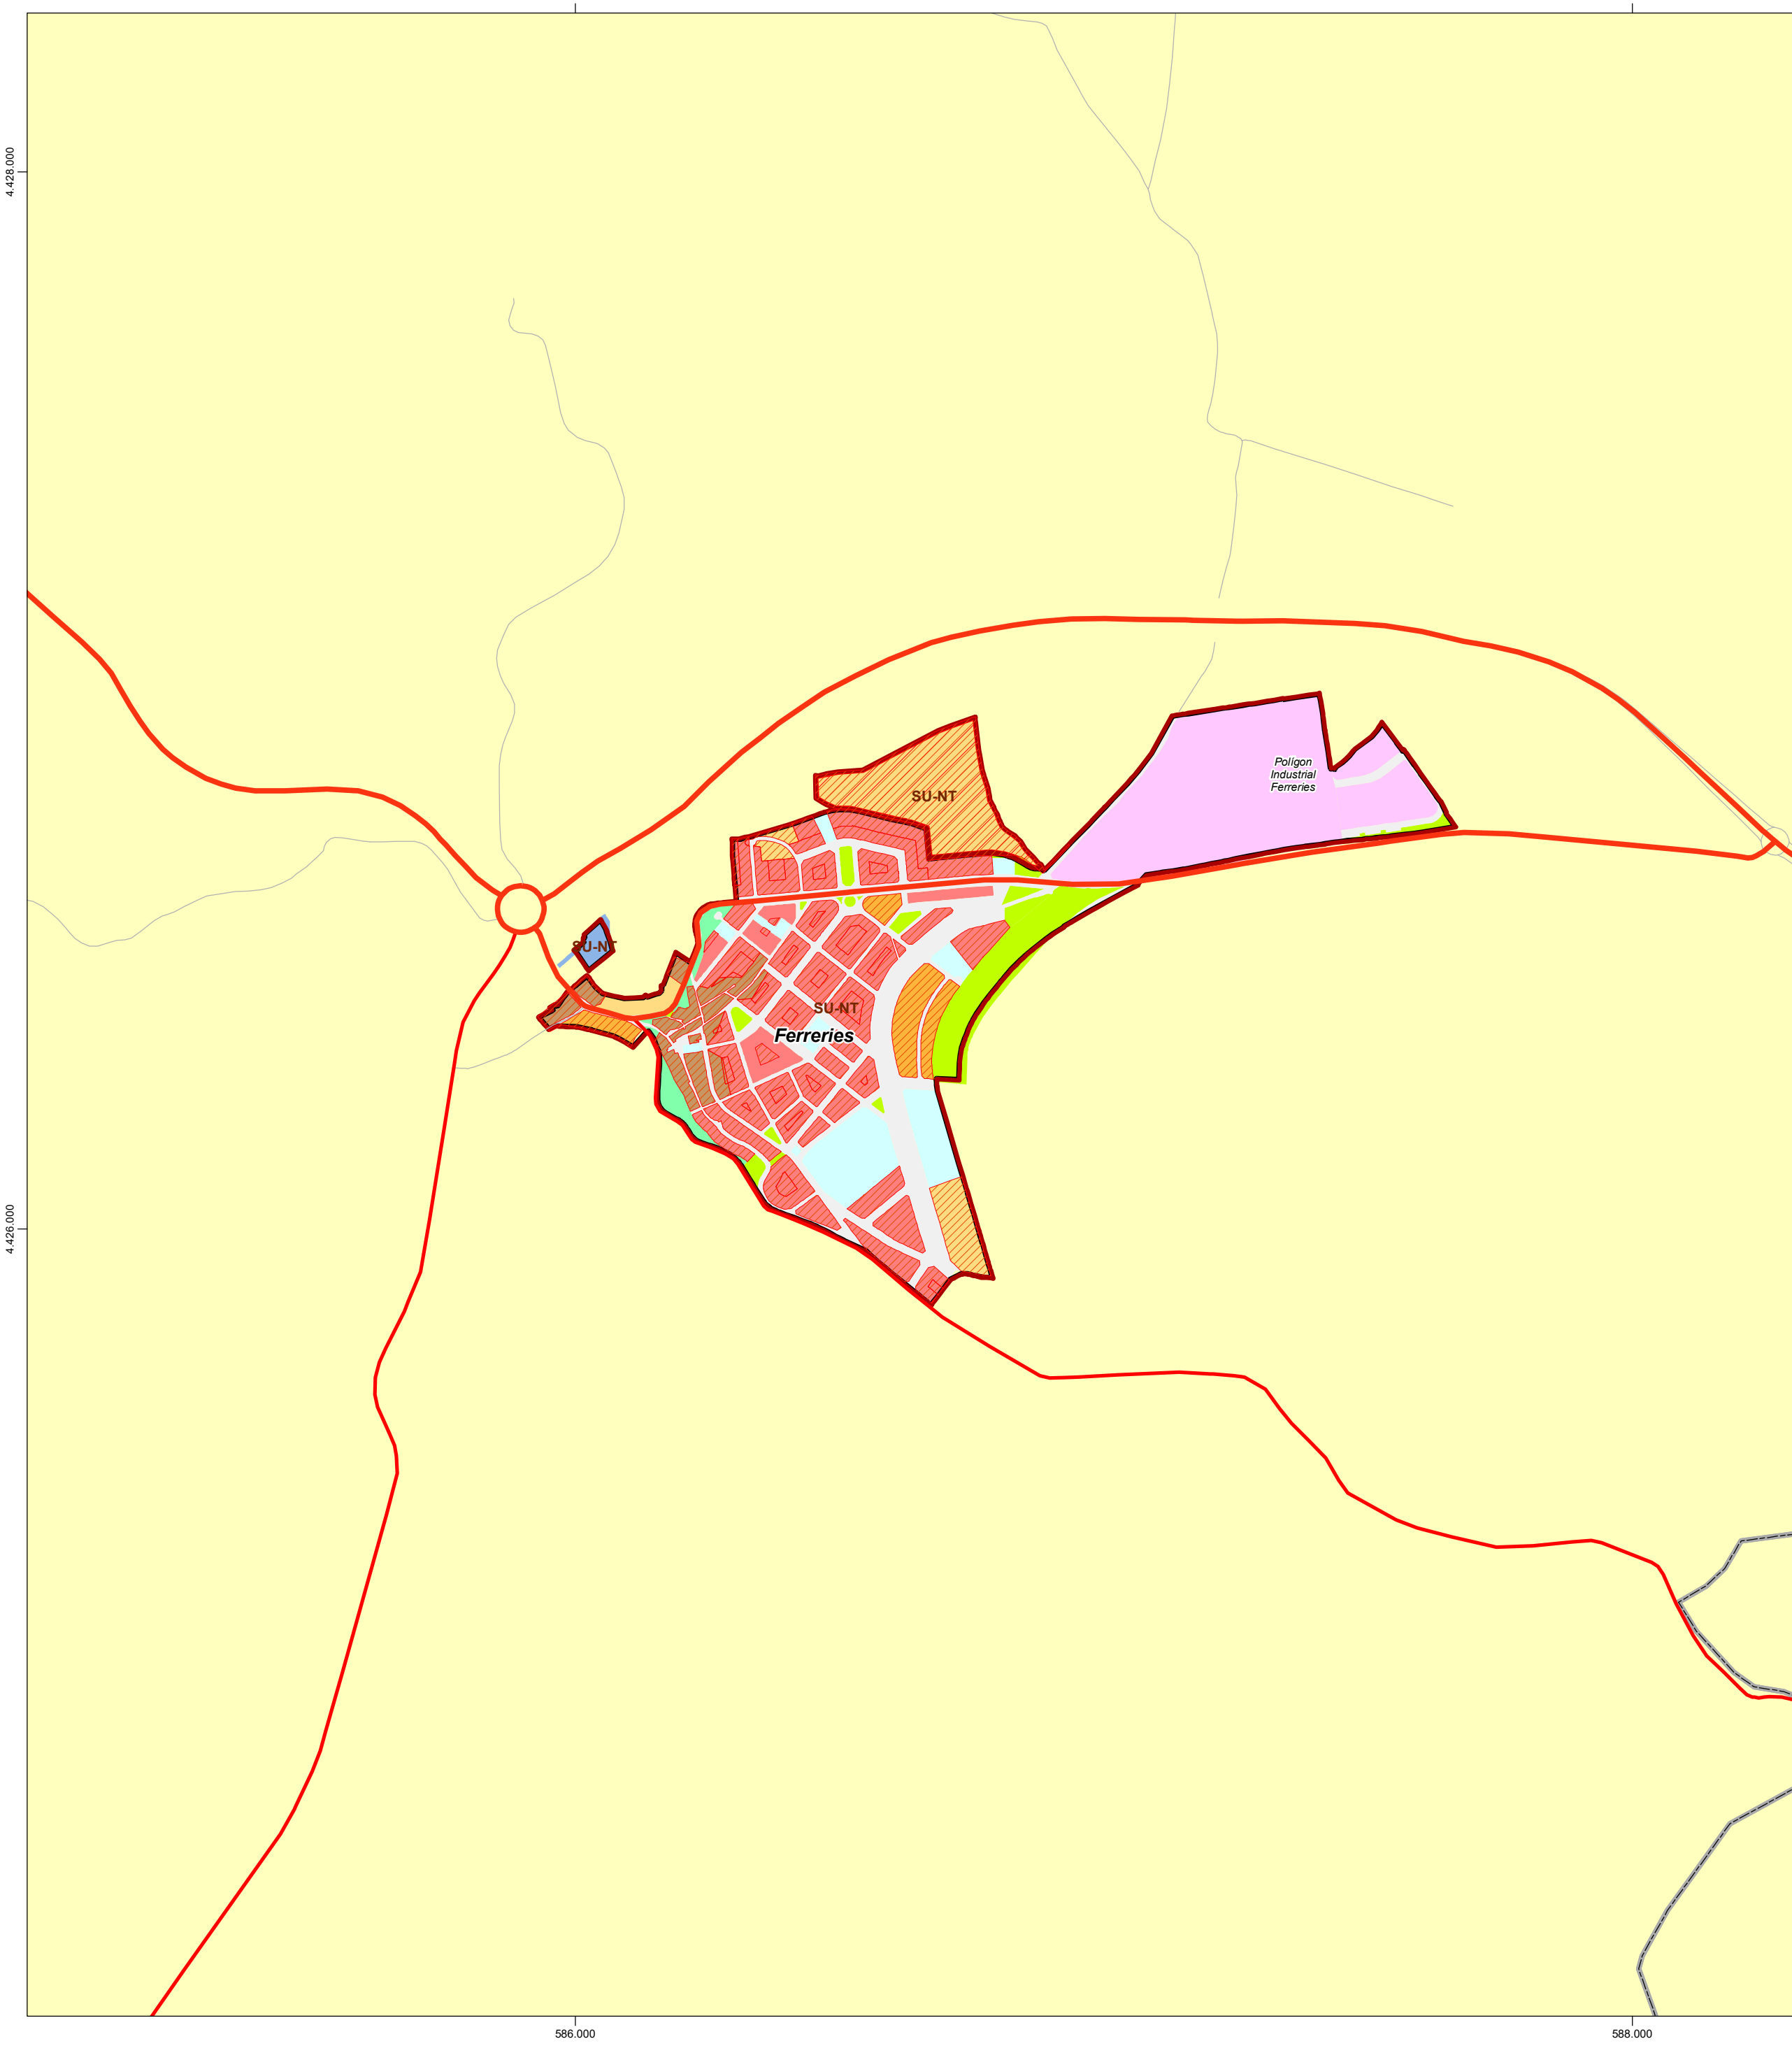 4.428.000
Polígon
Industrial
Ferreries
SU-NT
SU-NT
SU-NT
Ferreries
4.426.000
586.000
588.000